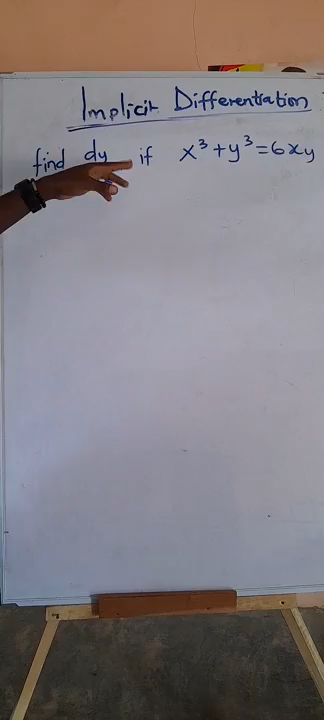 Implicit Differentiation
find dy if x³ + y³ = 6xy